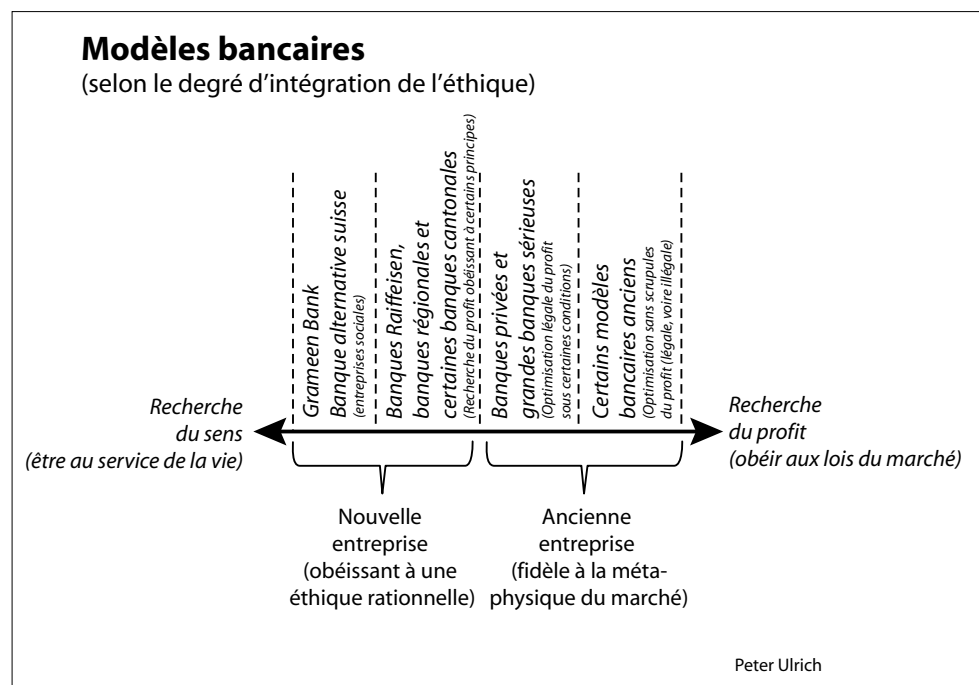 Modèles bancaires
(selon le degré d’intégration de l’éthique)
Grameen Bank
Banque alternative suisse
(entreprises sociales)
Banques Raiffeisen,
banques régionales et
certaines banques cantonales
(Recherche du profit obéissant à certains principes)
Banques privées et
grandes banques sérieuses
(Optimisation légale du profit
sous certaines conditions)
Certains modèles
bancaires anciens
(Optimisation sans scrupules
du profit (légale, voire illégale)
Recherche
du sens
(être au service de la vie)
Recherche
du profit
(obéir aux lois du marché)
Nouvelle
entreprise
(obéissant à une
éthique rationnelle)
Ancienne
entreprise
(fidèle à la méta-
physique du marché)
Peter Ulrich